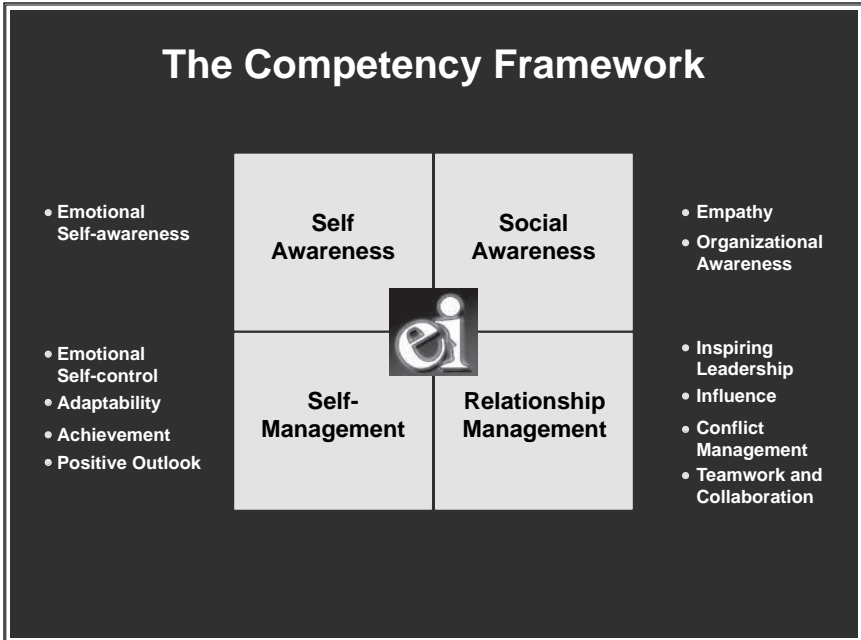 The Competency Framework
• Emotional
Self-awareness
Self
Awareness
Social
Awareness
• Empathy
• Organizational
Awareness
ei
• Emotional
Self-control
• Adaptability
• Achievement
• Positive Outlook
Self-
Management
Relationship
Management
• Inspiring
Leadership
• Influence
• Conflict
Management
• Teamwork and
Collaboration